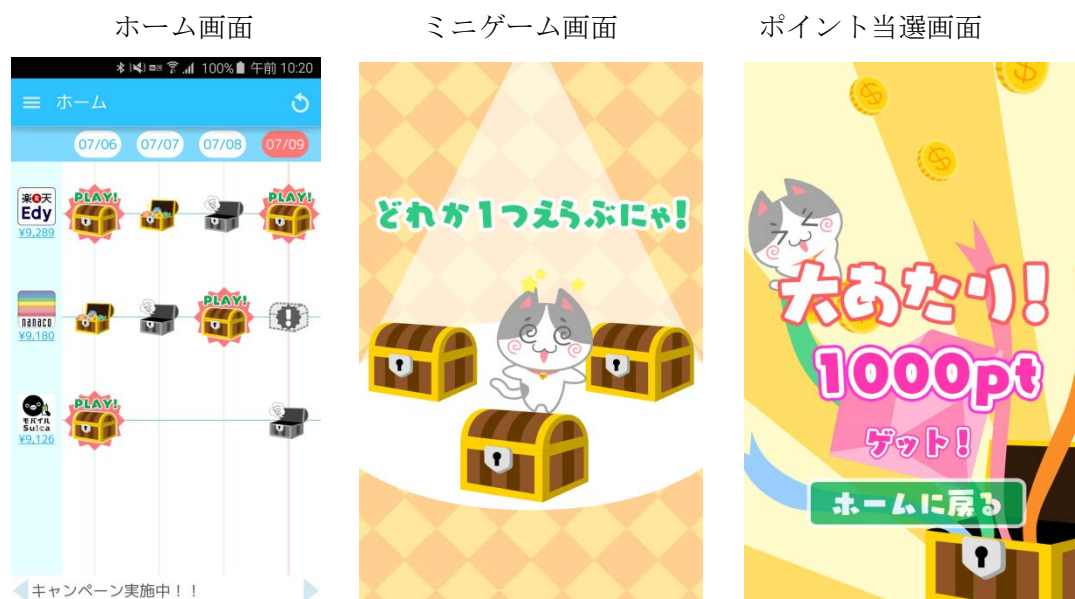 ホーム画面
ミニゲーム画面
ポイント当選画面
100% 午前 10:20
ホーム
07/06 07/07 07/08 07/09
楽天
Edy
¥9,289
PLAY!
PLAY!
nanaco
¥9,180
PLAY!
モバイル
Suica
¥9,126
PLAY!
キャンペーン実施中！！
どれか1つえらぶにゃ!
大あたり!
1000pt
ゲット!
ホームに戻る